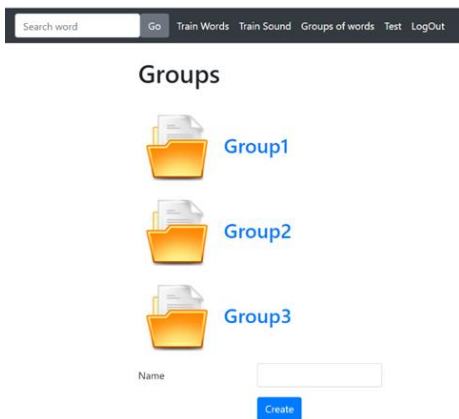 Search word Go Train Words Train Sound Groups of words Test LogOut
Groups
Group1
Group2
Group3
Name
Create